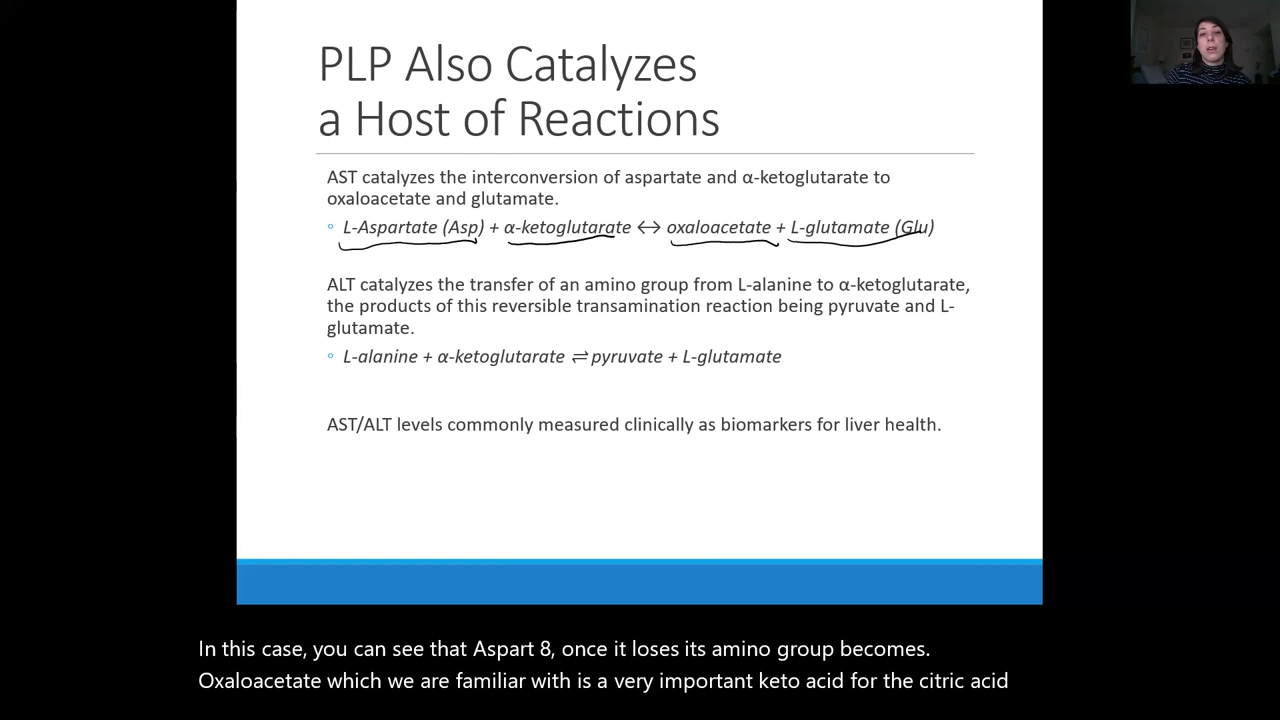 PLP Also Catalyzes
a Host of Reactions
AST catalyzes the interconversion of aspartate and α-ketoglutarate to
oxaloacetate and glutamate.
◦ L-Aspartate (Asp) + α-ketoglutarate ↔ oxaloacetate + L-glutamate (Glu)
ALT catalyzes the transfer of an amino group from L-alanine to α-ketoglutarate,
the products of this reversible transamination reaction being pyruvate and L-
glutamate.
◦ L-alanine + α-ketoglutarate ⇌ pyruvate + L-glutamate
AST/ALT levels commonly measured clinically as biomarkers for liver health.
In this case, you can see that Aspart 8, once it loses its amino group becomes.
Oxaloacetate which we are familiar with is a very important keto acid for the citric acid